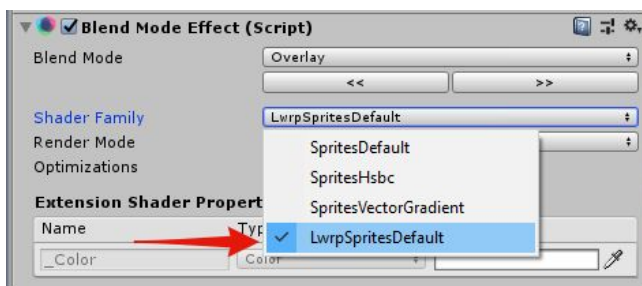 Blend Mode Effect (Script)
Blend Mode Overlay
<< >>
Shader Family LwrpSpritesDefault
Render Mode
SpritesDefault
Optimizations
SpritesHsbc
Extension Shader Propert
SpritesVectorGradient
Name Typ
LwrpSpritesDefault
_Color Color